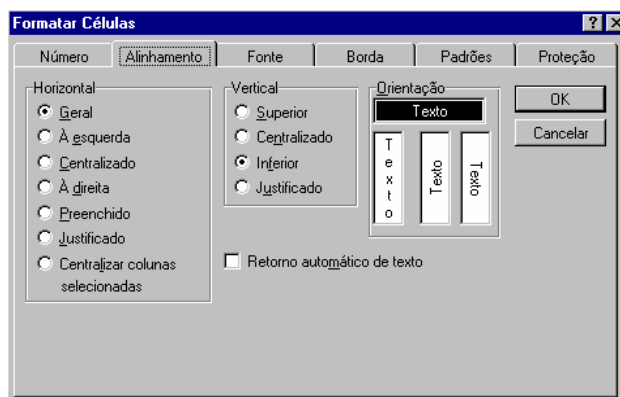 Formatar Células
Número Alinhamento Fonte Borda Padrões Proteção
Horizontal
Geral
À esquerda
Centralizado
À direita
Preenchido
Justificado
Centralizar colunas
selecionadas
Vertical
Superior
Centralizado
Inferior
Justificado
Retorno automático de texto
Orientação
Texto
Texto
Texto
Texto
OK
Cancelar